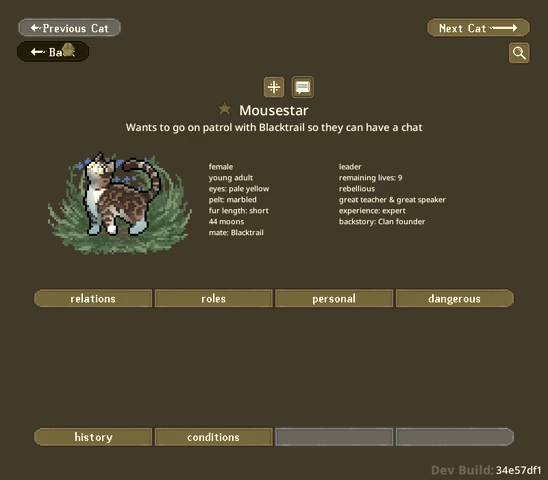 Previous Cat
Next Cat
Back
Mousestar
Wants to go on patrol with Blacktrail so they can have a chat
female
young adult
eyes: pale yellow
pelt: marbled
fur length: short
44 moons
mate: Blacktrail
leader
remaining lives: 9
rebellious
great teacher & great speaker
experience: expert
backstory: Clan founder
relations
roles
personal
dangerous
history
conditions
Dev Build: 34e57df1